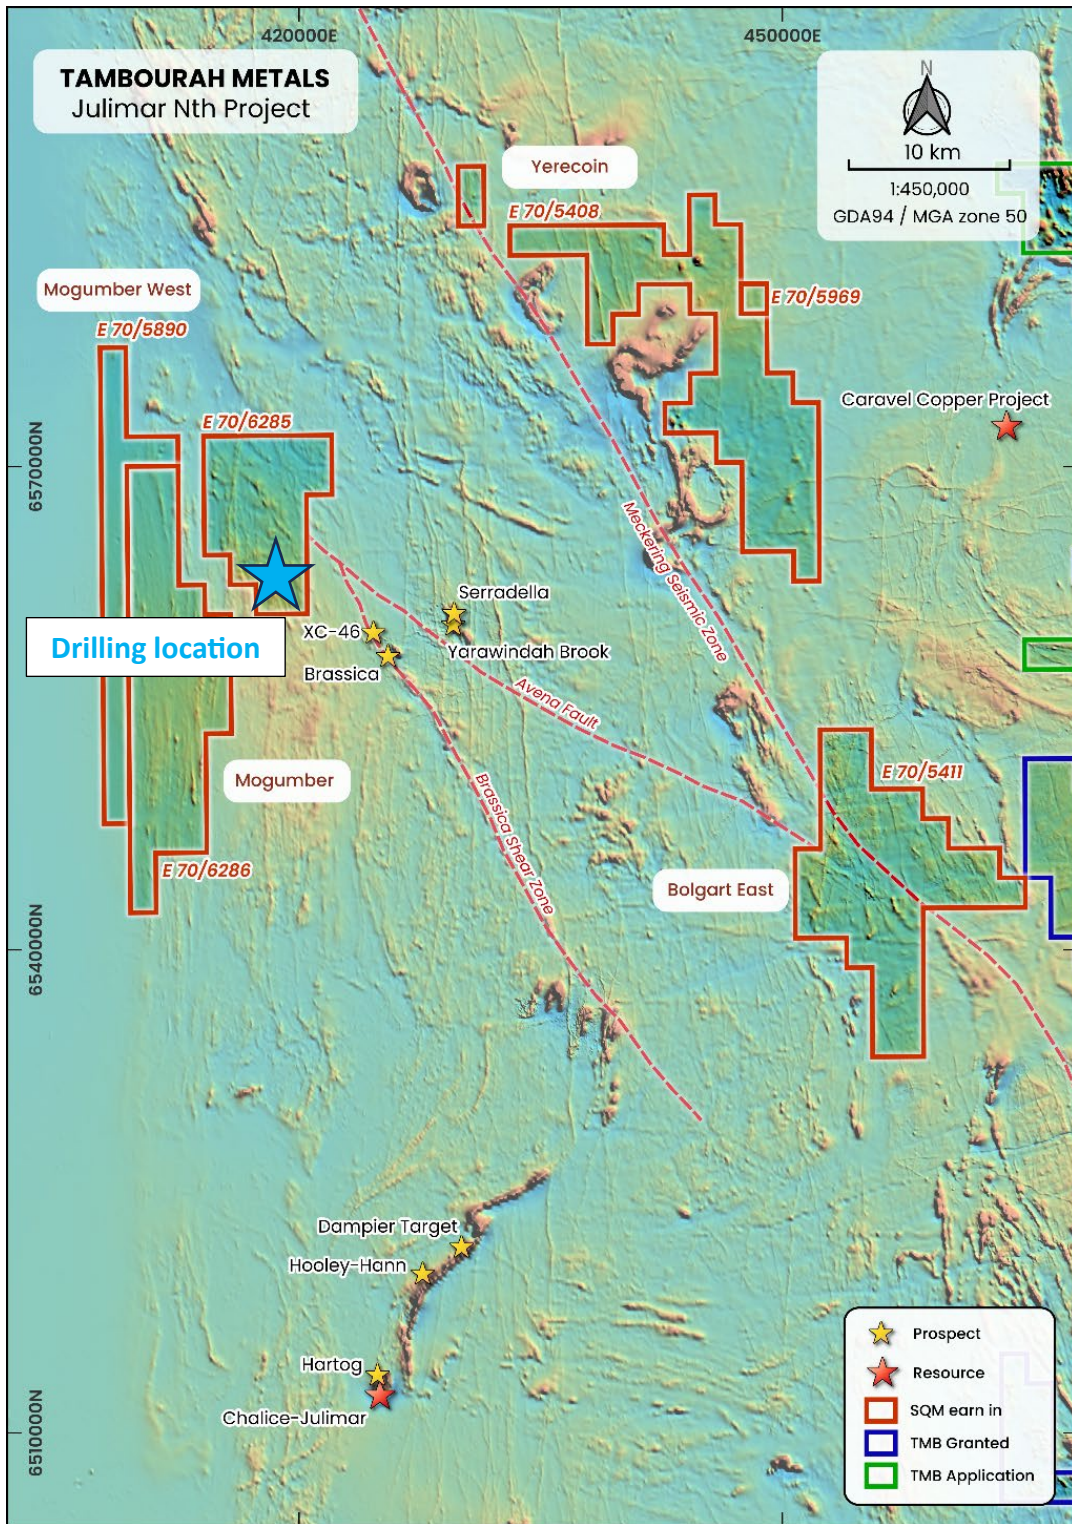 420000E
450000E
TAMBOURAH METALS
Julimar Nth Project
N
10 km
1:450,000
GDA94 / MGA zone 50
Yerecoin
E 70/5408
Mogumber West
E 70/5890
E 70/5969
Caravel Copper Project
E 70/6285
6570000N
Meckering Seismic Zone
Serradella
XC-46
Yarawindah Brook
Drilling location
Brassica
Avena Fault
E 70/5411
Mogumber
Brassica Shear Zone
E 70/6286
Bolgart East
6540000N
Dampier Target
Hooley-Hann
Hartog
Chalice-Julimar
6510000N
Prospect
Resource
SQM earn in
TMB Granted
TMB Application